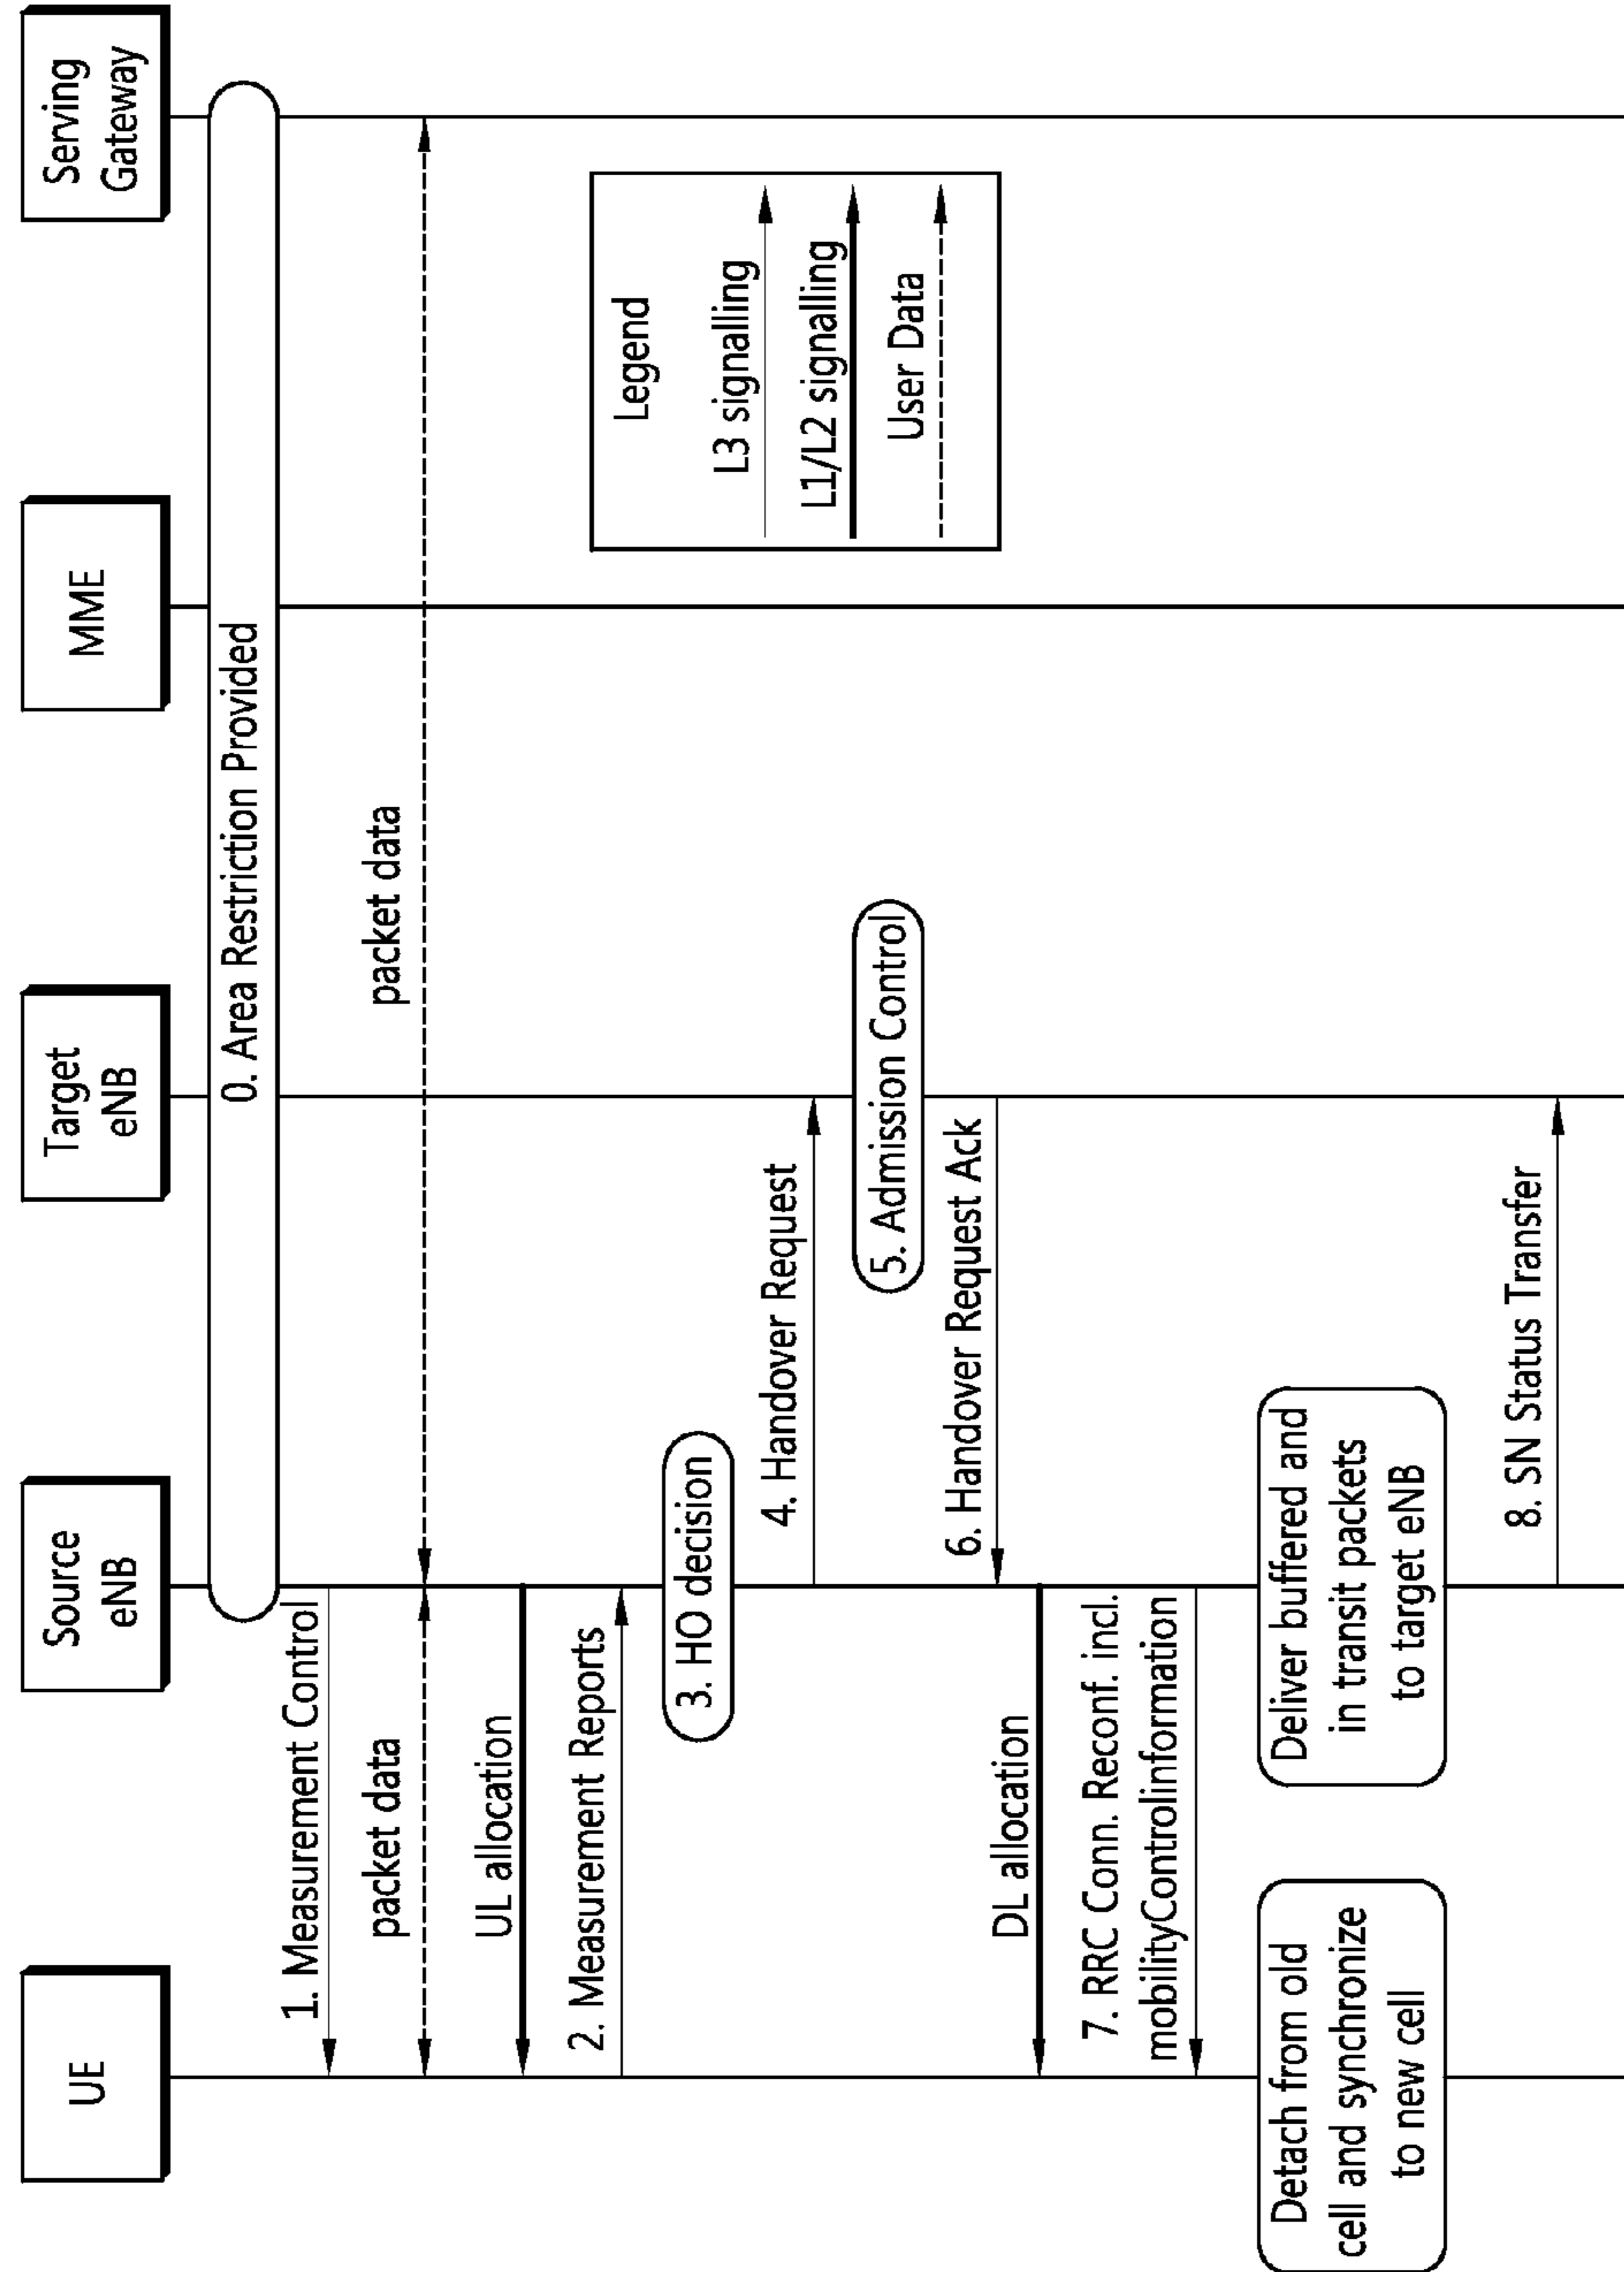 UE
Source
eNB
Target
eNB
MME
Serving
Gateway
0. Area Restriction Provided
1. Measurement Control
packet data
packet data
UL allocation
2. Measurement Reports
3. HO decision
Legend
L3 signalling
L1/L2 signalling
User Data
4. Handover Request
5. Admission Control
6. Handover Request Ack
DL allocation
7. RRC Conn. Reconf. incl.
mobilityControlinformation
Detach from old
cell and synchronize
to new cell
Deliver buffered and
in transit packets
to target eNB
8. SN Status Transfer